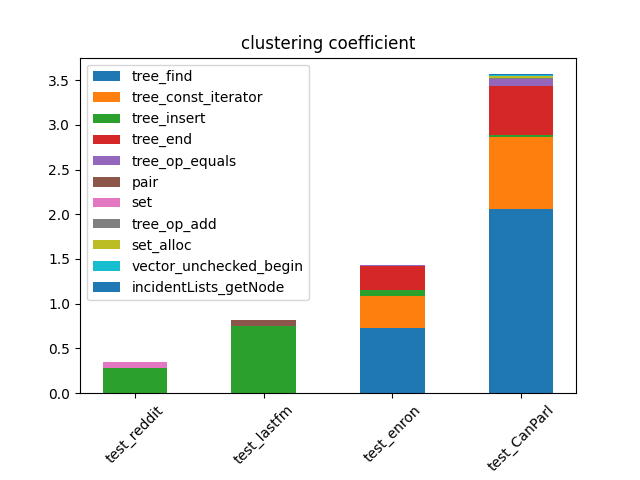 clustering coefficient
tree_find
tree_const_iterator
tree_insert
tree_end
tree_op_equals
pair
set
tree_op_add
set_alloc
vector_unchecked_begin
incidentLists_getNode
3.5
3.0
2.5
2.0
1.5
1.0
0.5
0.0
test_reddit
test_lastfm
test_enron
test_CanParl